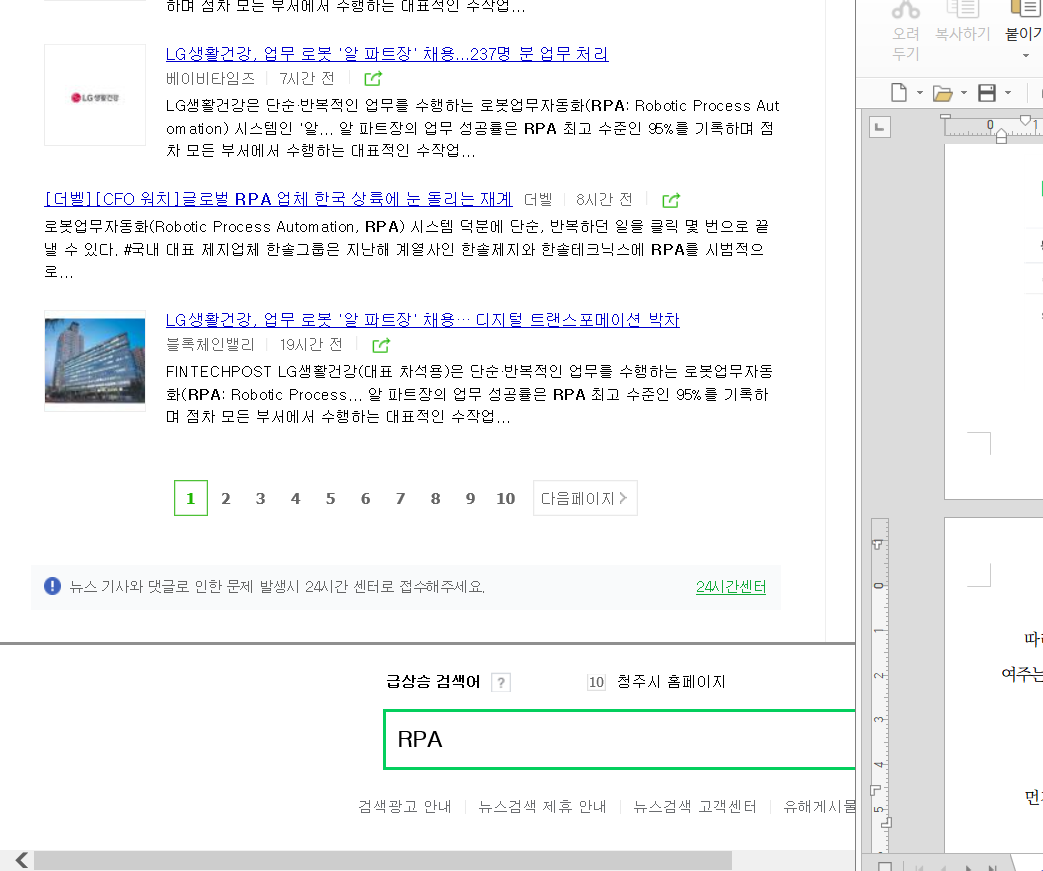 하며 점차 모든 부서에서 수행하는 대표적인 수작업...
LG생활건강, 업무 로봇 '알 파트장' 채용...237명 분 업무 처리
베이비타임즈 7시간 전
LG생활건강
LG생활건강은 단순·반복적인 업무를 수행하는 로봇업무자동화(RPA: Robotic Process Aut
omation) 시스템인 '알... 알 파트장의 업무 성공률은 RPA 최고 수준인 95%를 기록하며 점
차 모든 부서에서 수행하는 대표적인 수작업...
[더벨][CFO 워치]글로벌 RPA 업체 한국 상륙에 눈 돌리는 재계 더벨 8시간 전
로봇업무자동화(Robotic Process Automation, RPA) 시스템 덕분에 단순, 반복하던 일을 클릭 몇 번으로 끝
낼 수 있다. #국내 대표 제지업체 한솔그룹은 지난해 계열사인 한솔제지와 한솔테크닉스에 RPA를 시범적으
로...
LG생활건강, 업무 로봇 '알 파트장' 채용… 디지털 트랜스포메이션 박차
블록체인밸리 19시간 전
FINTECHPOST LG생활건강(대표 차석용)은 단순·반복적인 업무를 수행하는 로봇업무자동
화(RPA: Robotic Process... 알 파트장의 업무 성공률은 RPA 최고 수준인 95%를 기록하
며 점차 모든 부서에서 수행하는 대표적인 수작업...
1 2 3 4 5 6 7 8 9 10 다음페이지
뉴스 기사와 댓글로 인한 문제 발생시 24시간 센터로 접수해주세요. 24시간센터
급상승 검색어 ? 10 청주시 홈페이지
RPA
검색광고 안내 뉴스검색 제휴 안내 뉴스검색 고객센터 유해게시물
오려 복사하기 붙이기
두기
0 1
0
1
2
3
4
5
여주는